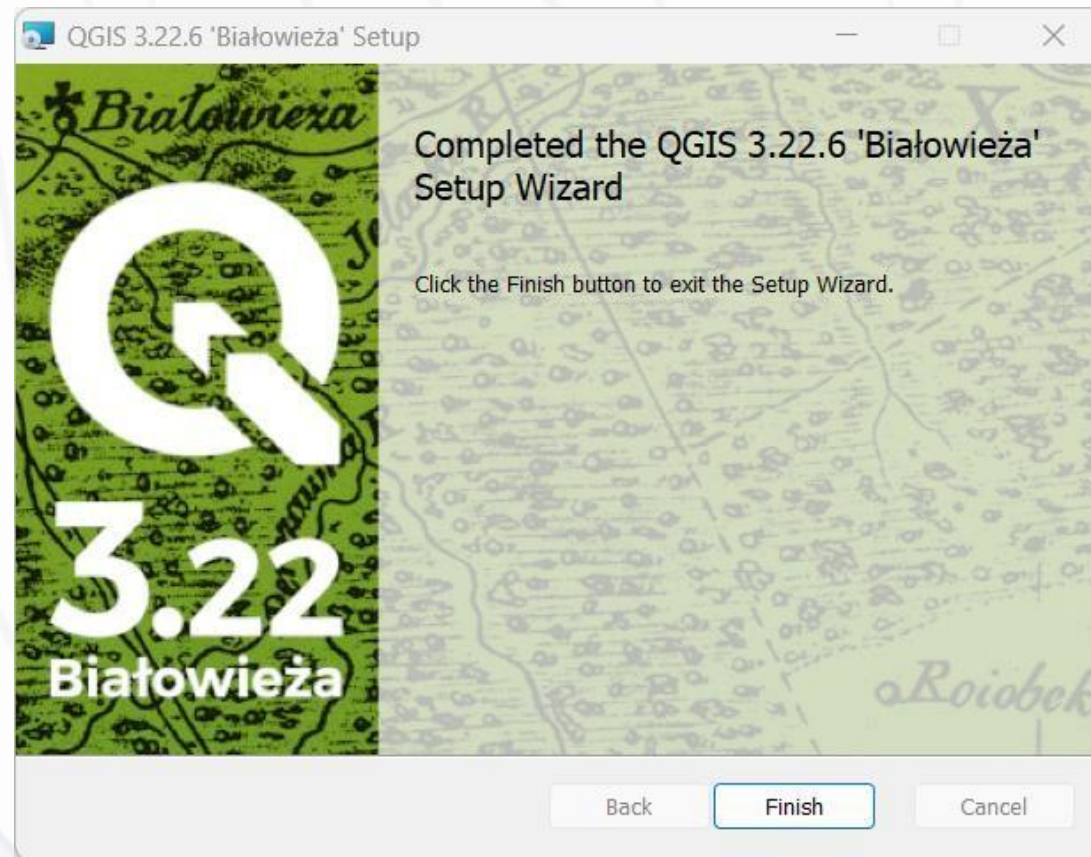 QGIS 3.22.6 'Białowieża' Setup
Białowieża
3.22
Białowieża
Completed the QGIS 3.22.6 'Białowieża'
Setup Wizard
Click the Finish button to exit the Setup Wizard.
X
Roiobek
Back
Finish
Cancel